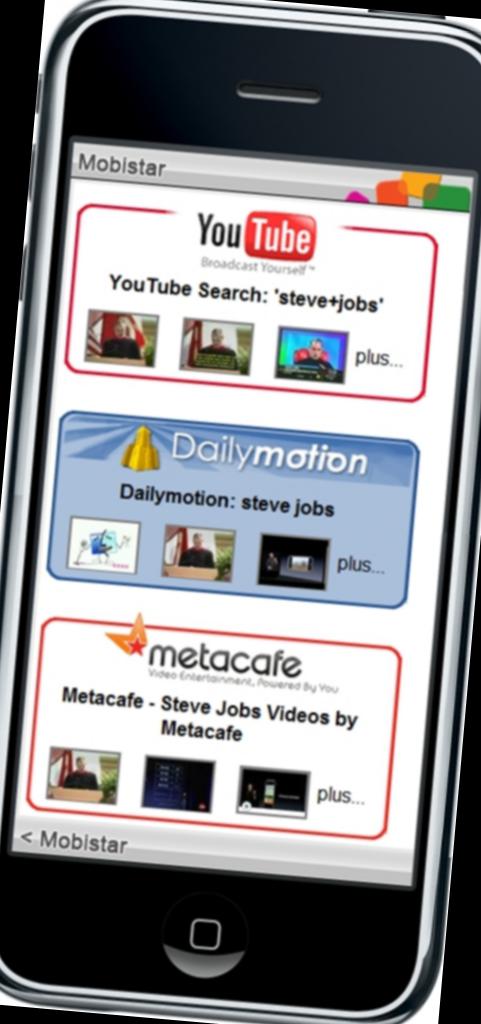 Mobistar
YouTube
Broadcast Yourself™
YouTube Search: 'steve+jobs'
plus...
Dailymotion
Dailymotion: steve jobs
plus...
metacafe
Video Entertainment, Powered By You
Metacafe - Steve Jobs Videos by
Metacafe
plus...
< Mobistar